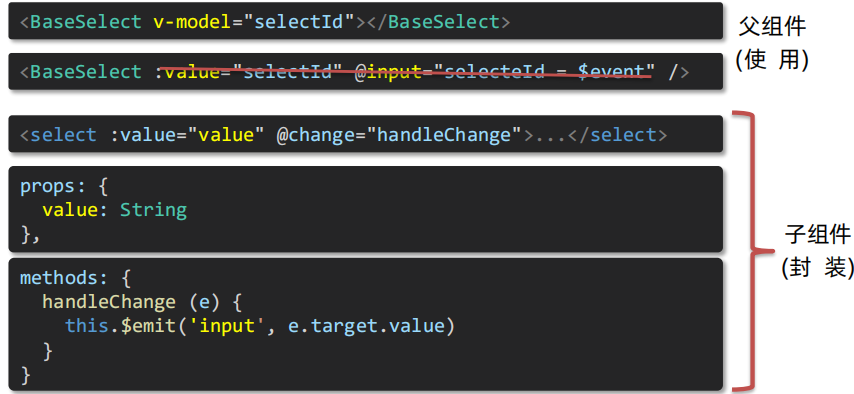 <BaseSelect v-model="selectId"></BaseSelect>
父组件
(使 用)
<BaseSelect :value="selectId" @input="selecteId = $event" />
<select :value="value" @change="handleChange">...</select>
props: {
  value: String
},
子组件
(封 装)
methods: {
  handleChange (e) {
    this.$emit('input', e.target.value)
  }
}